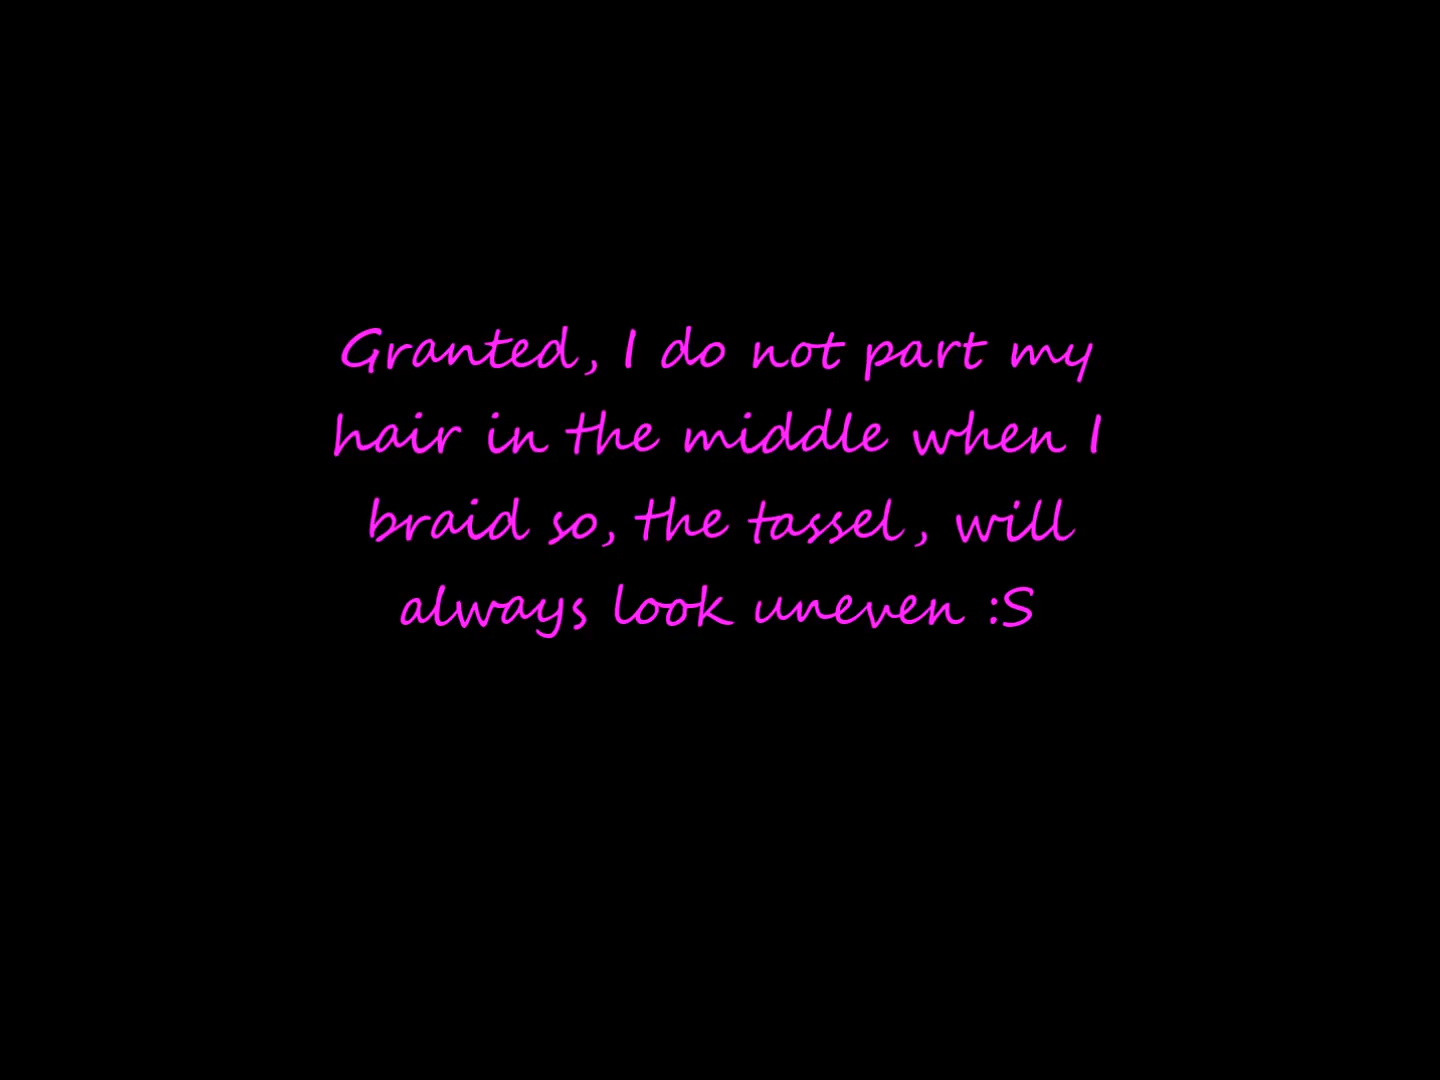 Granted, I do not part my
hair in the middle when I
braid so, the tassel, will
always look uneven :S